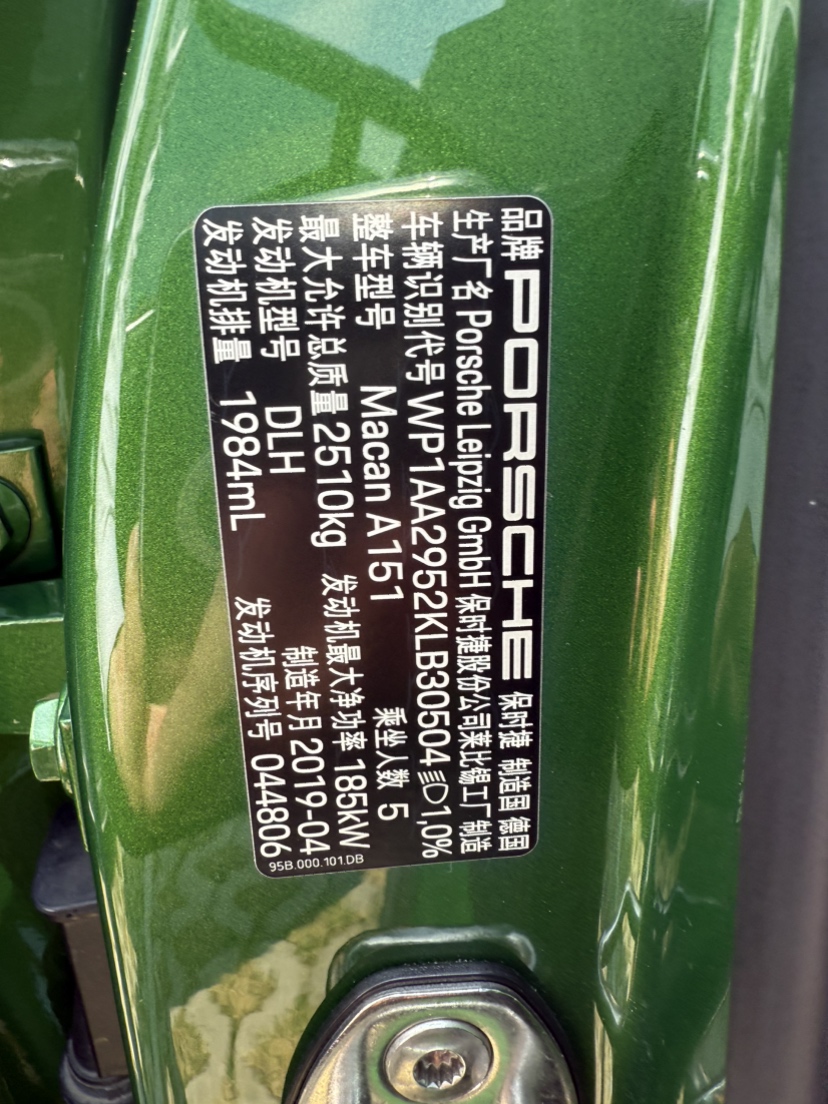 品牌 PORSCHE 保时捷 制造国 德国
生产厂名 Porsche Leipzig GmbH 保时捷股份公司莱比锡工厂 制造
车辆识别代号 WP1AA2952KLB30504 1,0%
整车型号 Macan A151 乘坐人数 5
最大允许总质量 2510kg 发动机最大净功率 185kW
发动机型号 DLH 制造年月 2019-04
发动机排量 1984mL 发动机序列号 044806
95B.000.101.DB